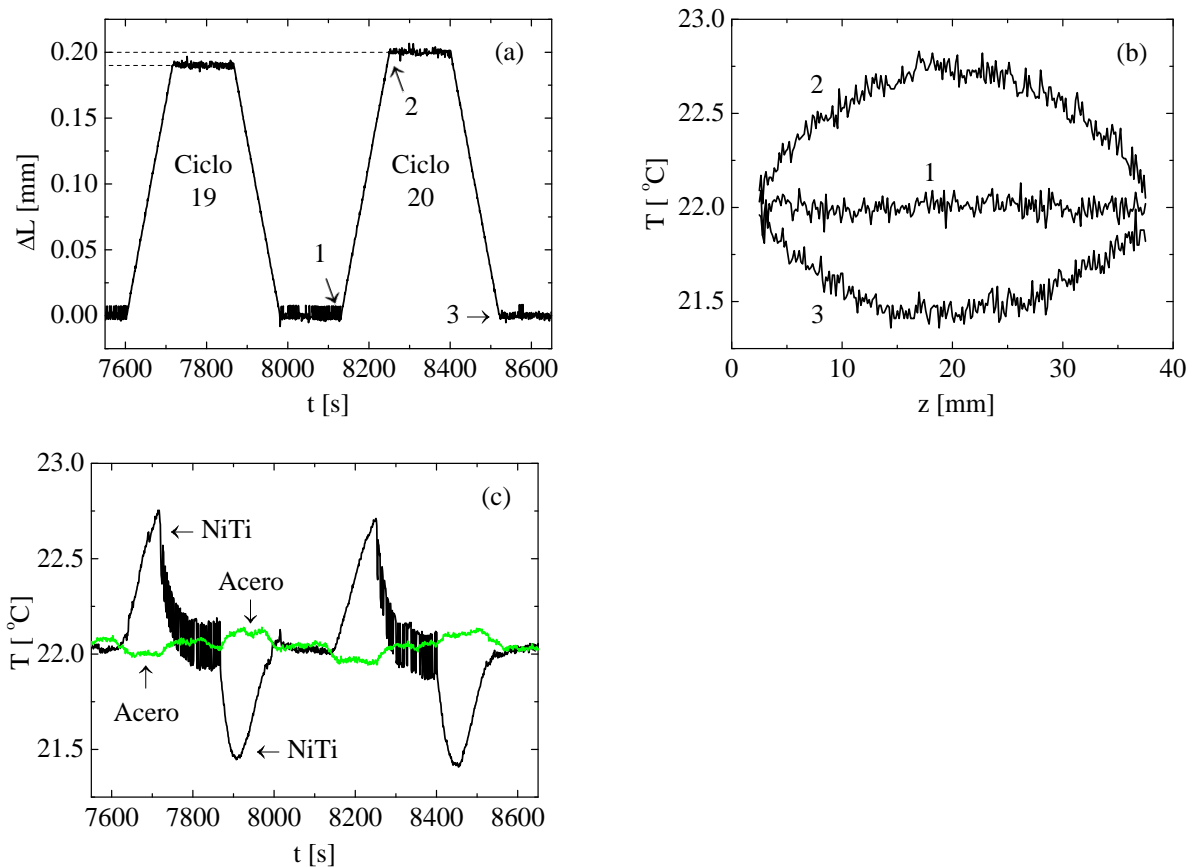 (a)
0.20
0.15
0.10
0.05
0.00
ΔL [mm]
Ciclo
19
Ciclo
20
1
2
3
7600 7800 8000 8200 8400 8600
t [s]
(b)
23.0
22.5
22.0
21.5
T [ °C]
2
1
3
0 10 20 30 40
z [mm]
(c)
23.0
22.5
22.0
21.5
T [ °C]
NiTi
Acero
Acero
NiTi
7600 7800 8000 8200 8400 8600
t [s]